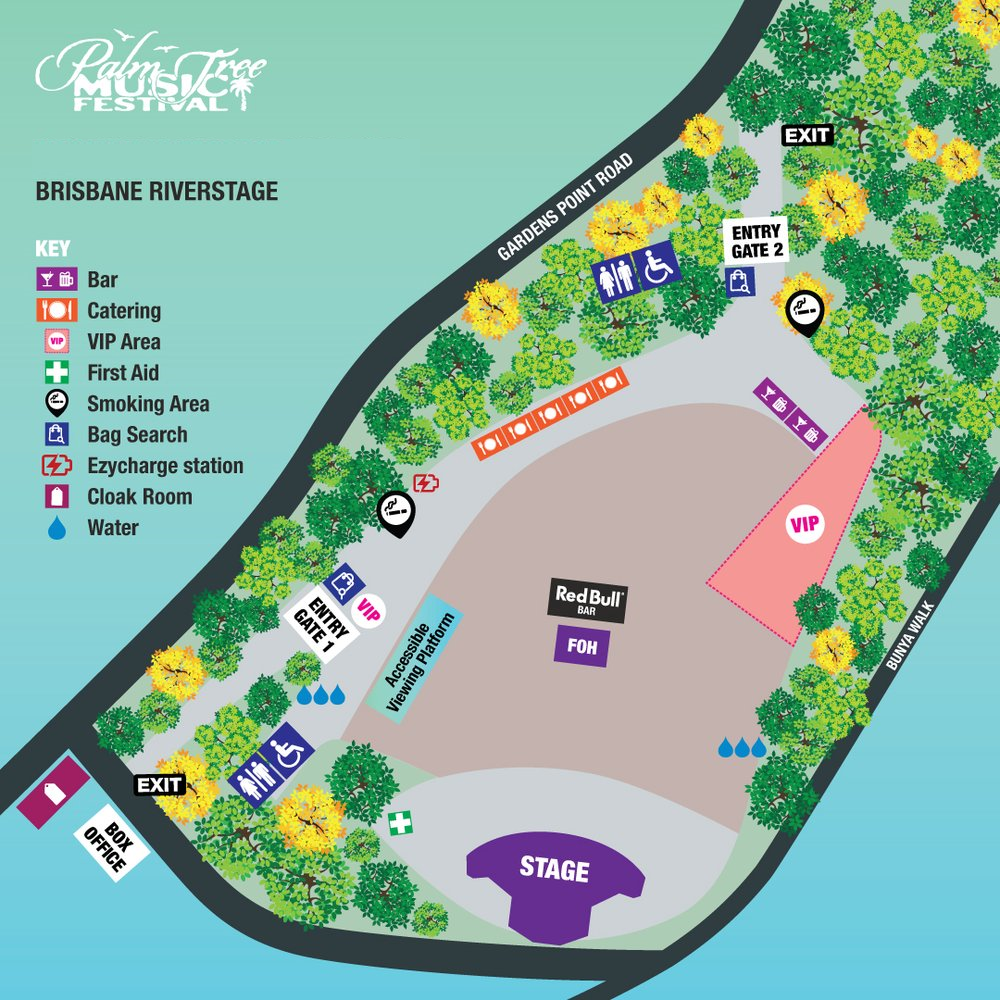 Palm Tree
MUSIC
FESTIVAL
BRISBANE RIVERSTAGE
KEY
Bar
Catering
VIP
VIP Area
First Aid
Smoking Area
Bag Search
Ezycharge station
Cloak Room
Water
GARDENS POINT ROAD
EXIT
ENTRY
GATE 2
VIP
Red Bull
BAR
FOH
ENTRY
GATE 1
VIP
Accessible
Viewing Platform
BUNYA WALK
EXIT
BOX
OFFICE
STAGE